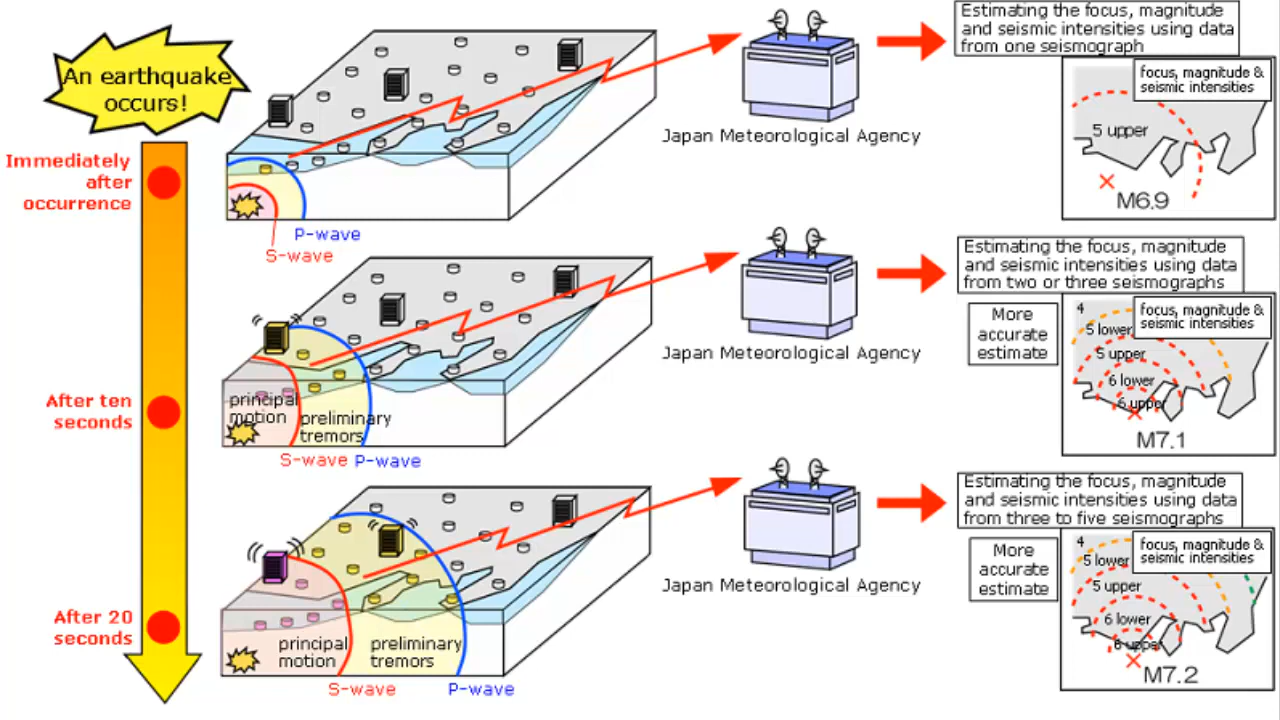 An earthquake
occurs!
Immediately
after
occurrence
P-wave
S-wave
Japan Meteorological Agency
Estimating the focus, magnitude
and seismic intensities using data
from one seismograph
focus, magnitude &
seismic intensities
5 upper
M6.9
After ten
seconds
principal
motion
preliminary
tremors
S-wave
P-wave
Japan Meteorological Agency
Estimating the focus, magnitude
and seismic intensities using data
from two or three seismographs
More
accurate
estimate
focus, magnitude &
seismic intensities
4
5 lower
5 upper
6 lower
6 upper
M7.1
After 20
seconds
principal
motion
preliminary
tremors
S-wave
P-wave
Japan Meteorological Agency
Estimating the focus, magnitude
and seismic intensities using data
from three to five seismographs
More
accurate
estimate
focus, magnitude &
seismic intensities
4
5 lower
5 upper
6 lower
6 upper
M7.2